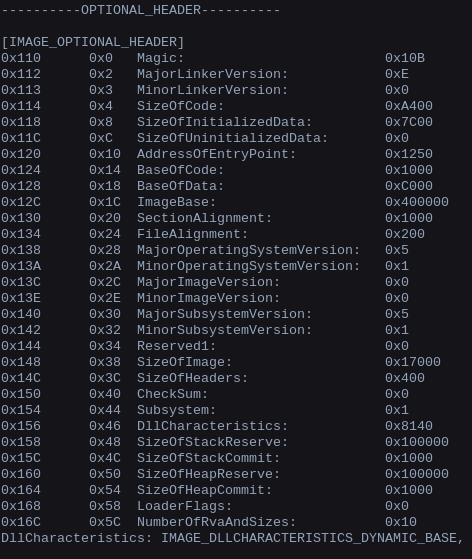 ----------OPTIONAL_HEADER----------
[IMAGE_OPTIONAL_HEADER]
0x110 0x0 Magic: 0x10B
0x112 0x2 MajorLinkerVersion: 0xE
0x113 0x3 MinorLinkerVersion: 0x0
0x114 0x4 SizeOfCode: 0xA400
0x118 0x8 SizeOfInitializedData: 0x7C00
0x11C 0xC SizeOfUninitializedData: 0x0
0x120 0x10 AddressOfEntryPoint: 0x1250
0x124 0x14 BaseOfCode: 0x1000
0x128 0x18 BaseOfData: 0xC000
0x12C 0x1C ImageBase: 0x400000
0x130 0x20 SectionAlignment: 0x1000
0x134 0x24 FileAlignment: 0x200
0x138 0x28 MajorOperatingSystemVersion: 0x5
0x13A 0x2A MinorOperatingSystemVersion: 0x1
0x13C 0x2C MajorImageVersion: 0x0
0x13E 0x2E MinorImageVersion: 0x0
0x140 0x30 MajorSubsystemVersion: 0x5
0x142 0x32 MinorSubsystemVersion: 0x1
0x144 0x34 Reserved1: 0x0
0x148 0x38 SizeOfImage: 0x17000
0x14C 0x3C SizeOfHeaders: 0x400
0x150 0x40 CheckSum: 0x0
0x154 0x44 Subsystem: 0x1
0x156 0x46 DllCharacteristics: 0x8140
0x158 0x48 SizeOfStackReserve: 0x100000
0x15C 0x4C SizeOfStackCommit: 0x1000
0x160 0x50 SizeOfHeapReserve: 0x100000
0x164 0x54 SizeOfHeapCommit: 0x1000
0x168 0x58 LoaderFlags: 0x0
0x16C 0x5C NumberOfRvaAndSizes: 0x10
DllCharacteristics: IMAGE_DLLCHARACTERISTICS_DYNAMIC_BASE,